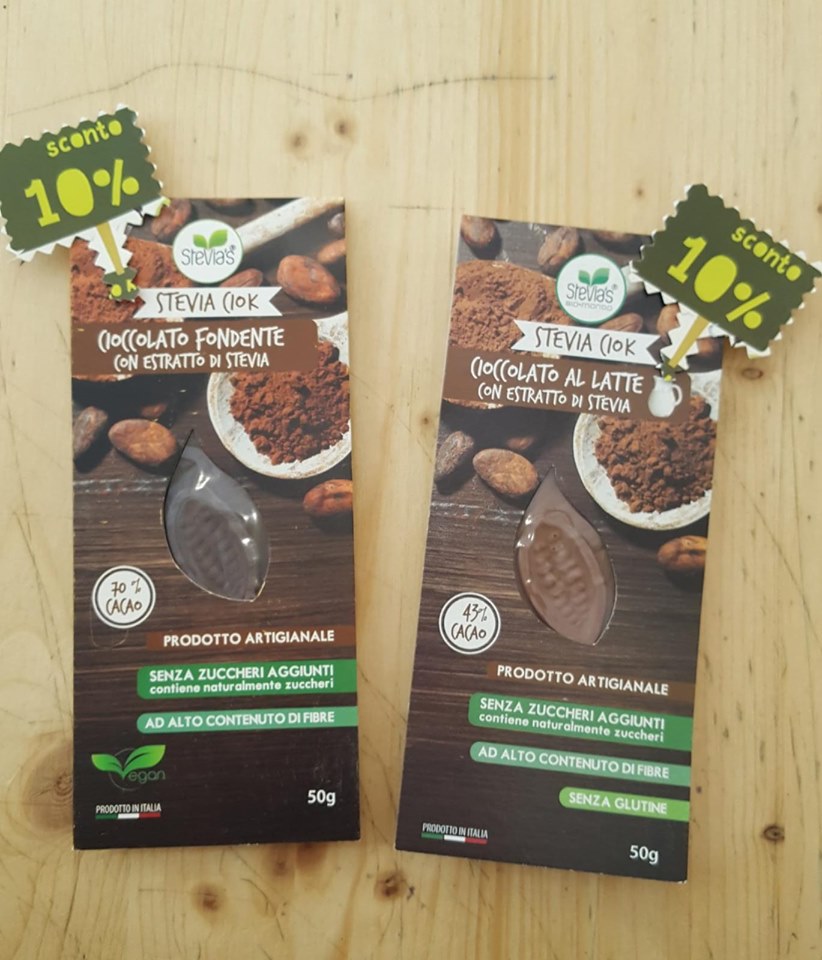 sconto
10%
Stevia's®
STEVIA CIOK
CIOCCOLATO FONDENTE
CON ESTRATTO DI STEVIA
70%
CACAO
PRODOTTO ARTIGIANALE
SENZA ZUCCHERI AGGIUNTI
contiene naturalmente zuccheri
AD ALTO CONTENUTO DI FIBRE
Vegan
PRODOTTO IN ITALIA
50g
sconto
10%
Stevia's®
STEVIA CIOK
CIOCCOLATO AL LATTE
CON ESTRATTO DI STEVIA
43%
CACAO
PRODOTTO ARTIGIANALE
SENZA ZUCCHERI AGGIUNTI
contiene naturalmente zuccheri
AD ALTO CONTENUTO DI FIBRE
SENZA GLUTINE
PRODOTTO IN ITALIA
50g